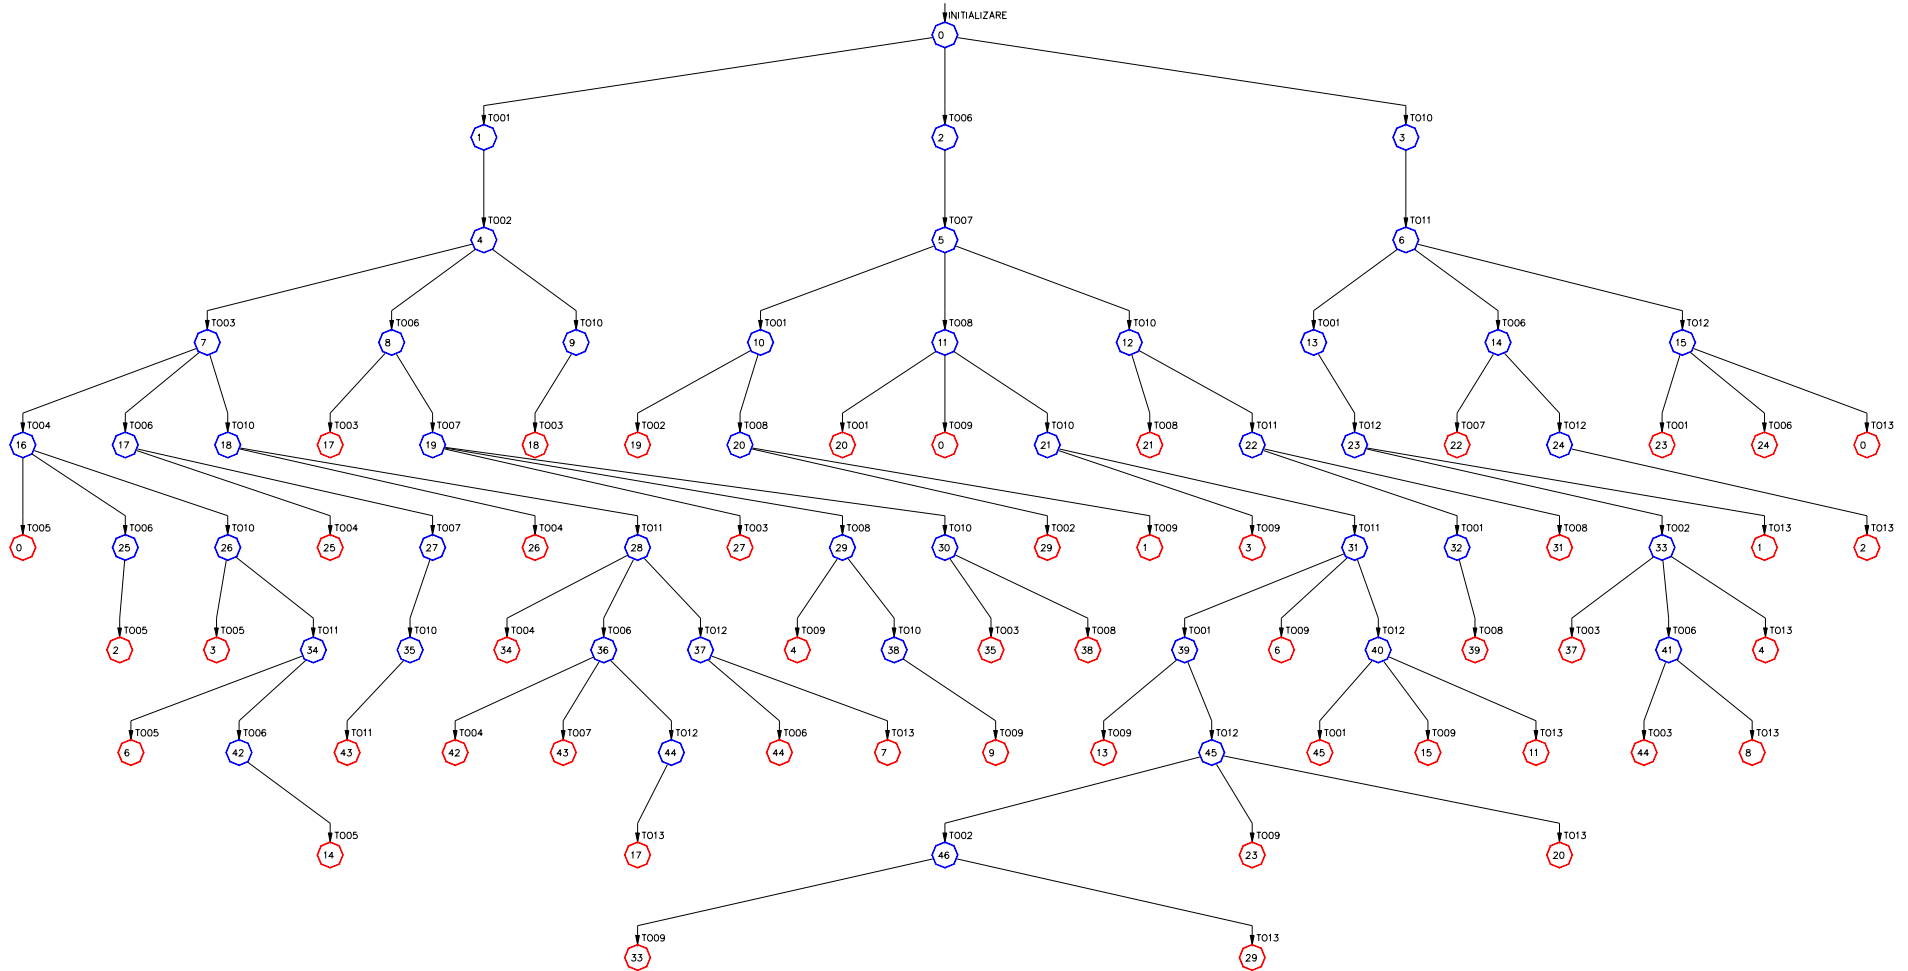 INITIALIZARE
0
T001 T006 T010
1 2 3
T002 T007 T011
4 5 6
T003 T006 T010 T001 T008 T010 T001 T006 T012
7 8 9 10 11 12 13 14 15
T004 T006 T010 T003 T007 T003 T002 T008 T001 T009 T010 T008 T011 T012 T007 T012 T001 T006 T013
16 17 18 17 19 18 19 20 20 0 21 21 22 23 22 24 23 24 0
T005 T006 T010 T004 T007 T004 T011 T003 T008 T010 T002 T009 T009 T011 T001 T008 T002 T013 T013
0 25 26 25 27 26 28 27 29 30 29 1 3 31 32 31 33 1 2
T005 T005 T011 T010 T004 T006 T012 T009 T010 T003 T008 T001 T009 T012 T008 T003 T006 T013
2 3 34 35 34 36 37 4 38 35 38 39 6 40 39 37 41 4
T005 T006 T011 T004 T007 T012 T006 T013 T009 T009 T012 T001 T009 T013 T003 T013
6 42 43 42 43 44 44 7 9 13 45 45 15 11 44 8
T005 T013 T002 T009 T013
14 17 46 23 20
T009 T013
33 29